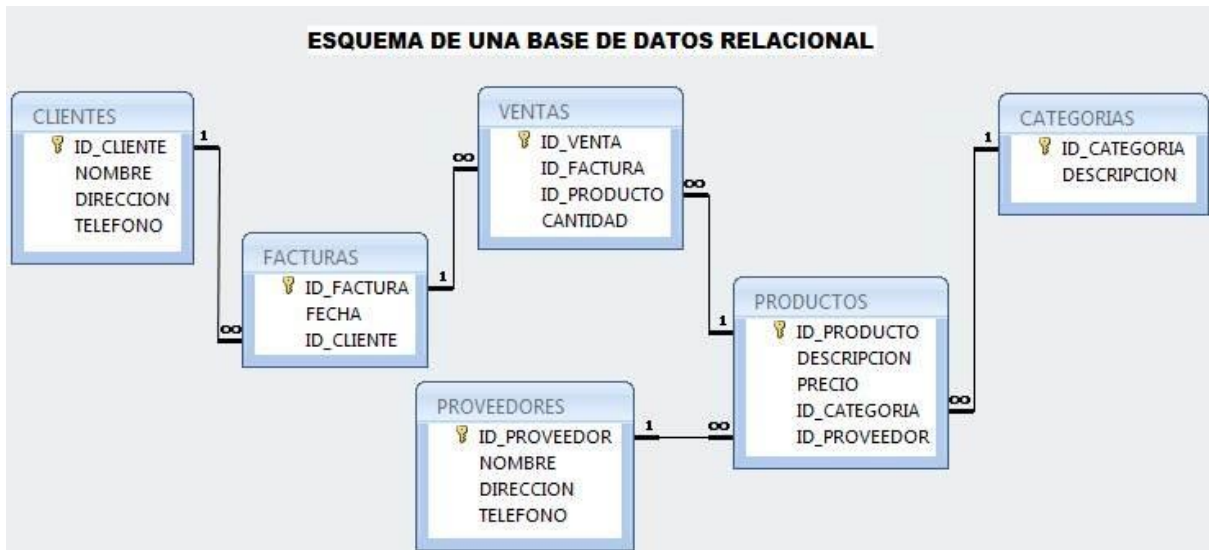 ESQUEMA DE UNA BASE DE DATOS RELACIONAL
CLIENTES
ID_CLIENTE
NOMBRE
DIRECCION
TELEFONO
1
∞
FACTURAS
ID_FACTURA
FECHA
ID_CLIENTE
1
∞
VENTAS
ID_VENTA
ID_FACTURA
ID_PRODUCTO
CANTIDAD
∞
1
PROVEEDORES
ID_PROVEEDOR
NOMBRE
DIRECCION
TELEFONO
1
∞
PRODUCTOS
ID_PRODUCTO
DESCRIPCION
PRECIO
ID_CATEGORIA
ID_PROVEEDOR
∞
1
CATEGORIAS
ID_CATEGORIA
DESCRIPCION